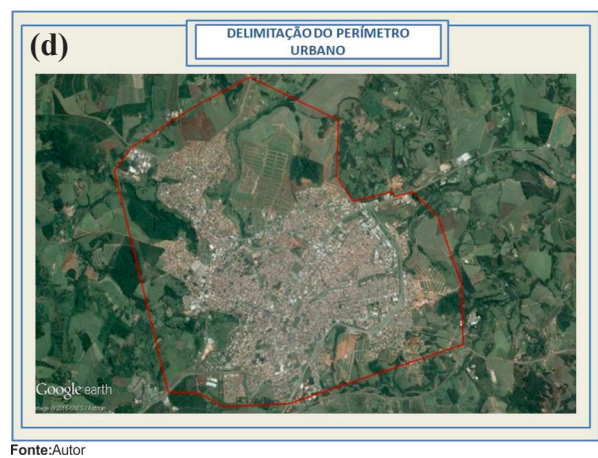 (d)
DELIMITAÇÃO DO PERÍMETRO
URBANO
Google earth
Fonte:Autor